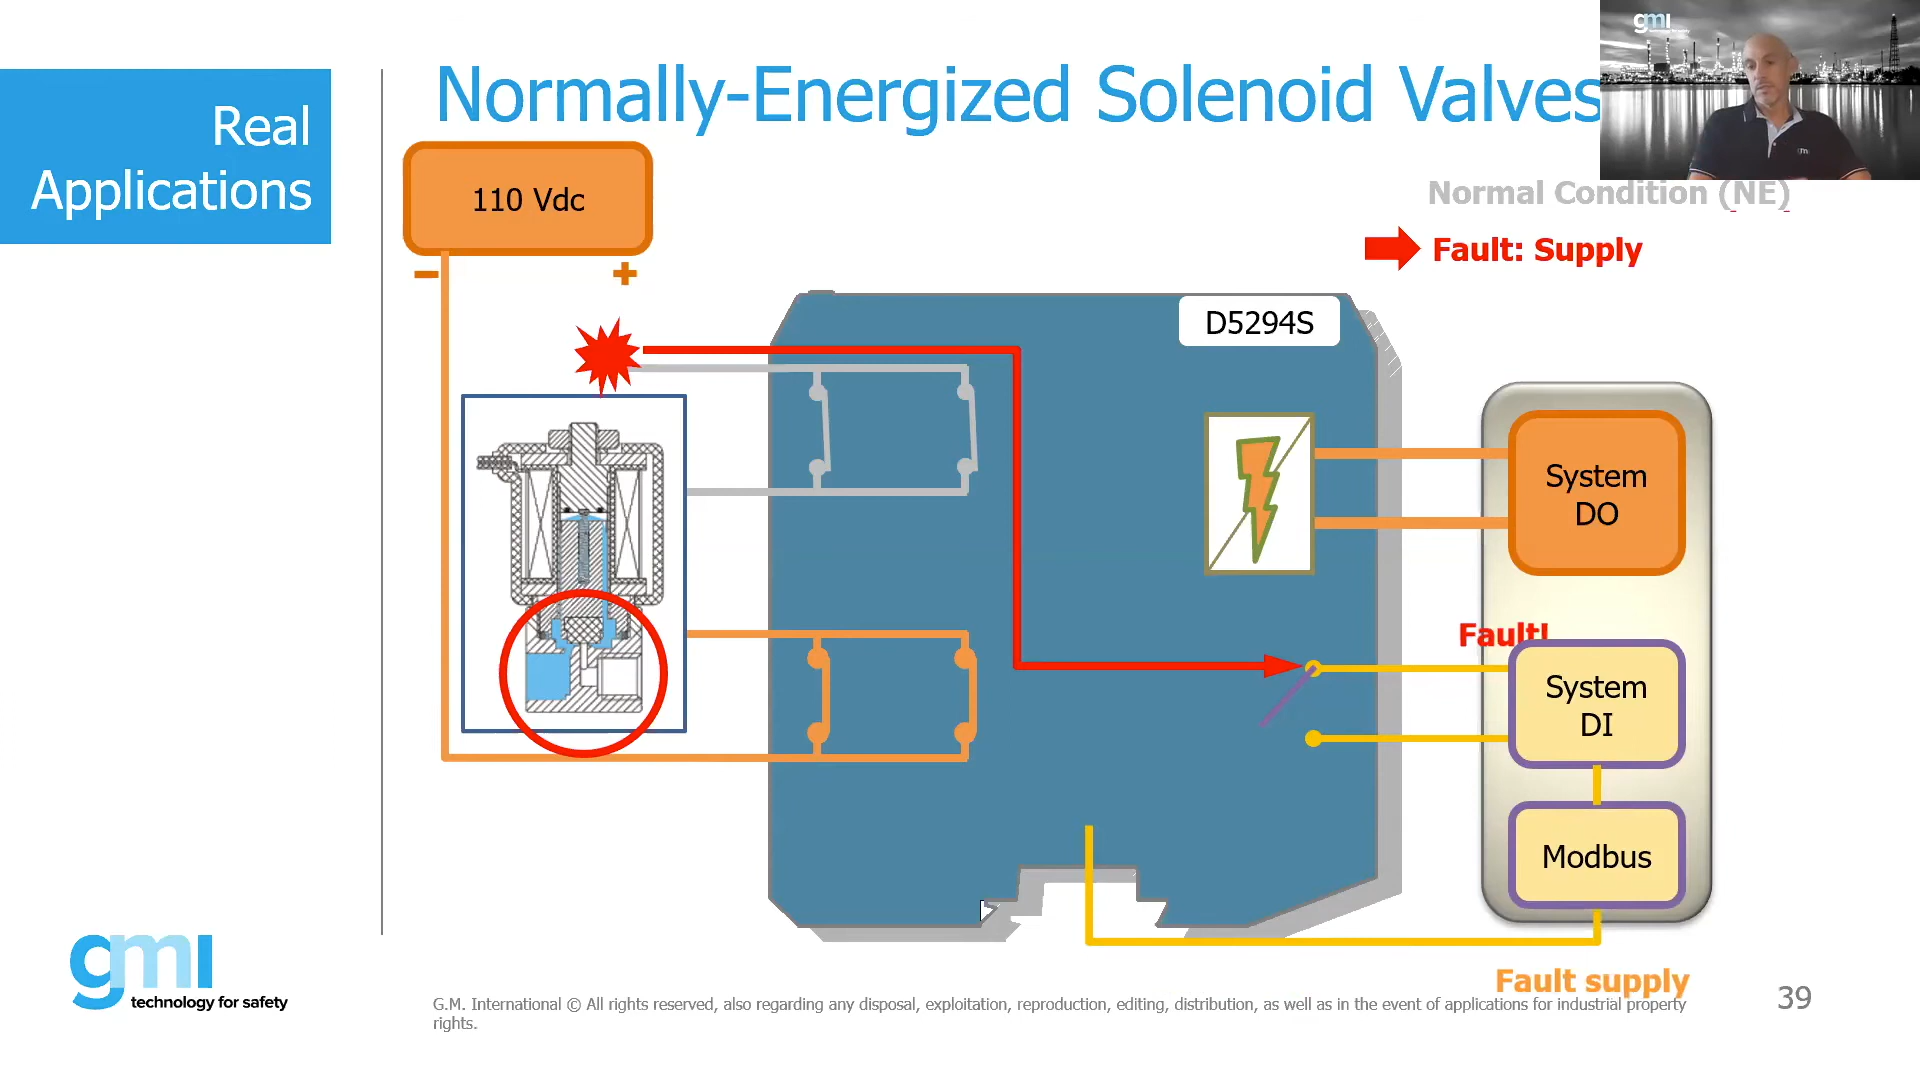 Real
Applications
Normally-Energized Solenoid Valves
gmi
110 Vdc
Normal Condition (NE)
Fault: Supply
D5294S
System
DO
Fault!
System
DI
Modbus
Fault supply
gmi
technology for safety
G.M. International © All rights reserved, also regarding any disposal, exploitation, reproduction, editing, distribution, as well as in the event of applications for industrial property
rights.
39